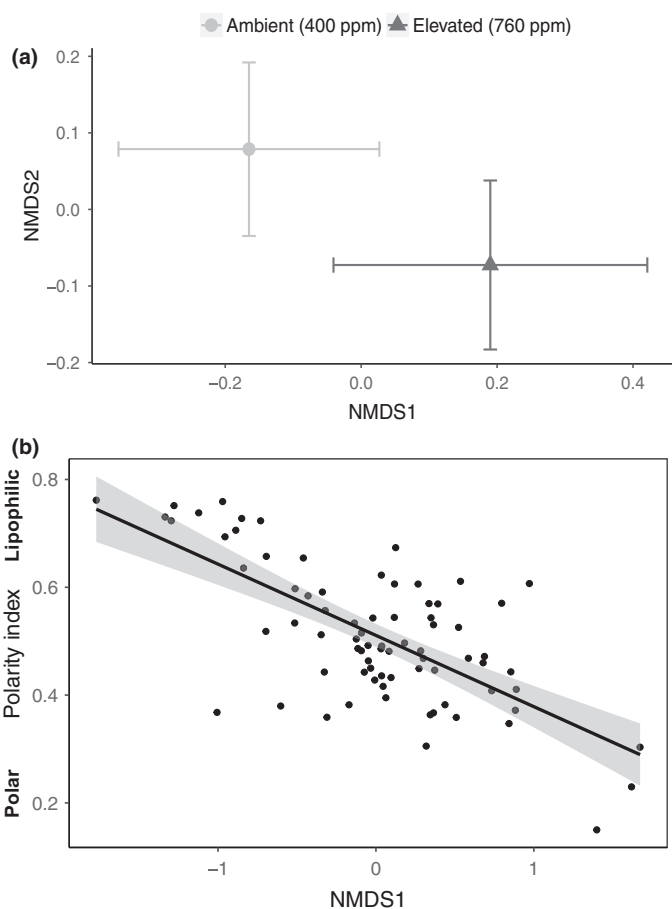 Ambient (400 ppm) Elevated (760 ppm)
(a)
0.2
0.1
0.0
−0.1
−0.2
NMDS2
−0.2 0.0 0.2 0.4
NMDS1
(b)
0.8
0.6
0.4
0.2
Lipophilic
Polarity index
Polar
−1 0 1
NMDS1